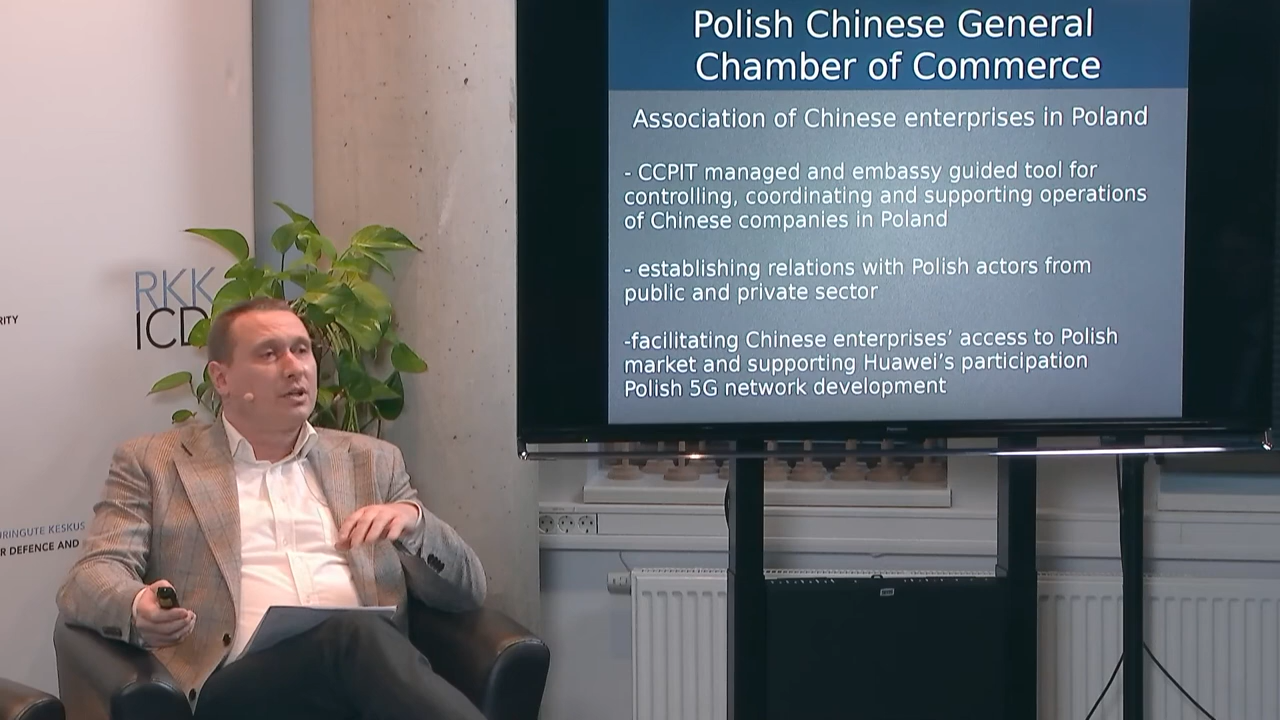 Polish Chinese General
Chamber of Commerce
Association of Chinese enterprises in Poland
- CCPIT managed and embassy guided tool for
controlling, coordinating and supporting operations
of Chinese companies in Poland
- establishing relations with Polish actors from
public and private sector
-facilitating Chinese enterprises’ access to Polish
market and supporting Huawei’s participation
Polish 5G network development
RKK
ICD
RITY
URINGUTE KESKUS
R DEFENCE AND
Panasonic